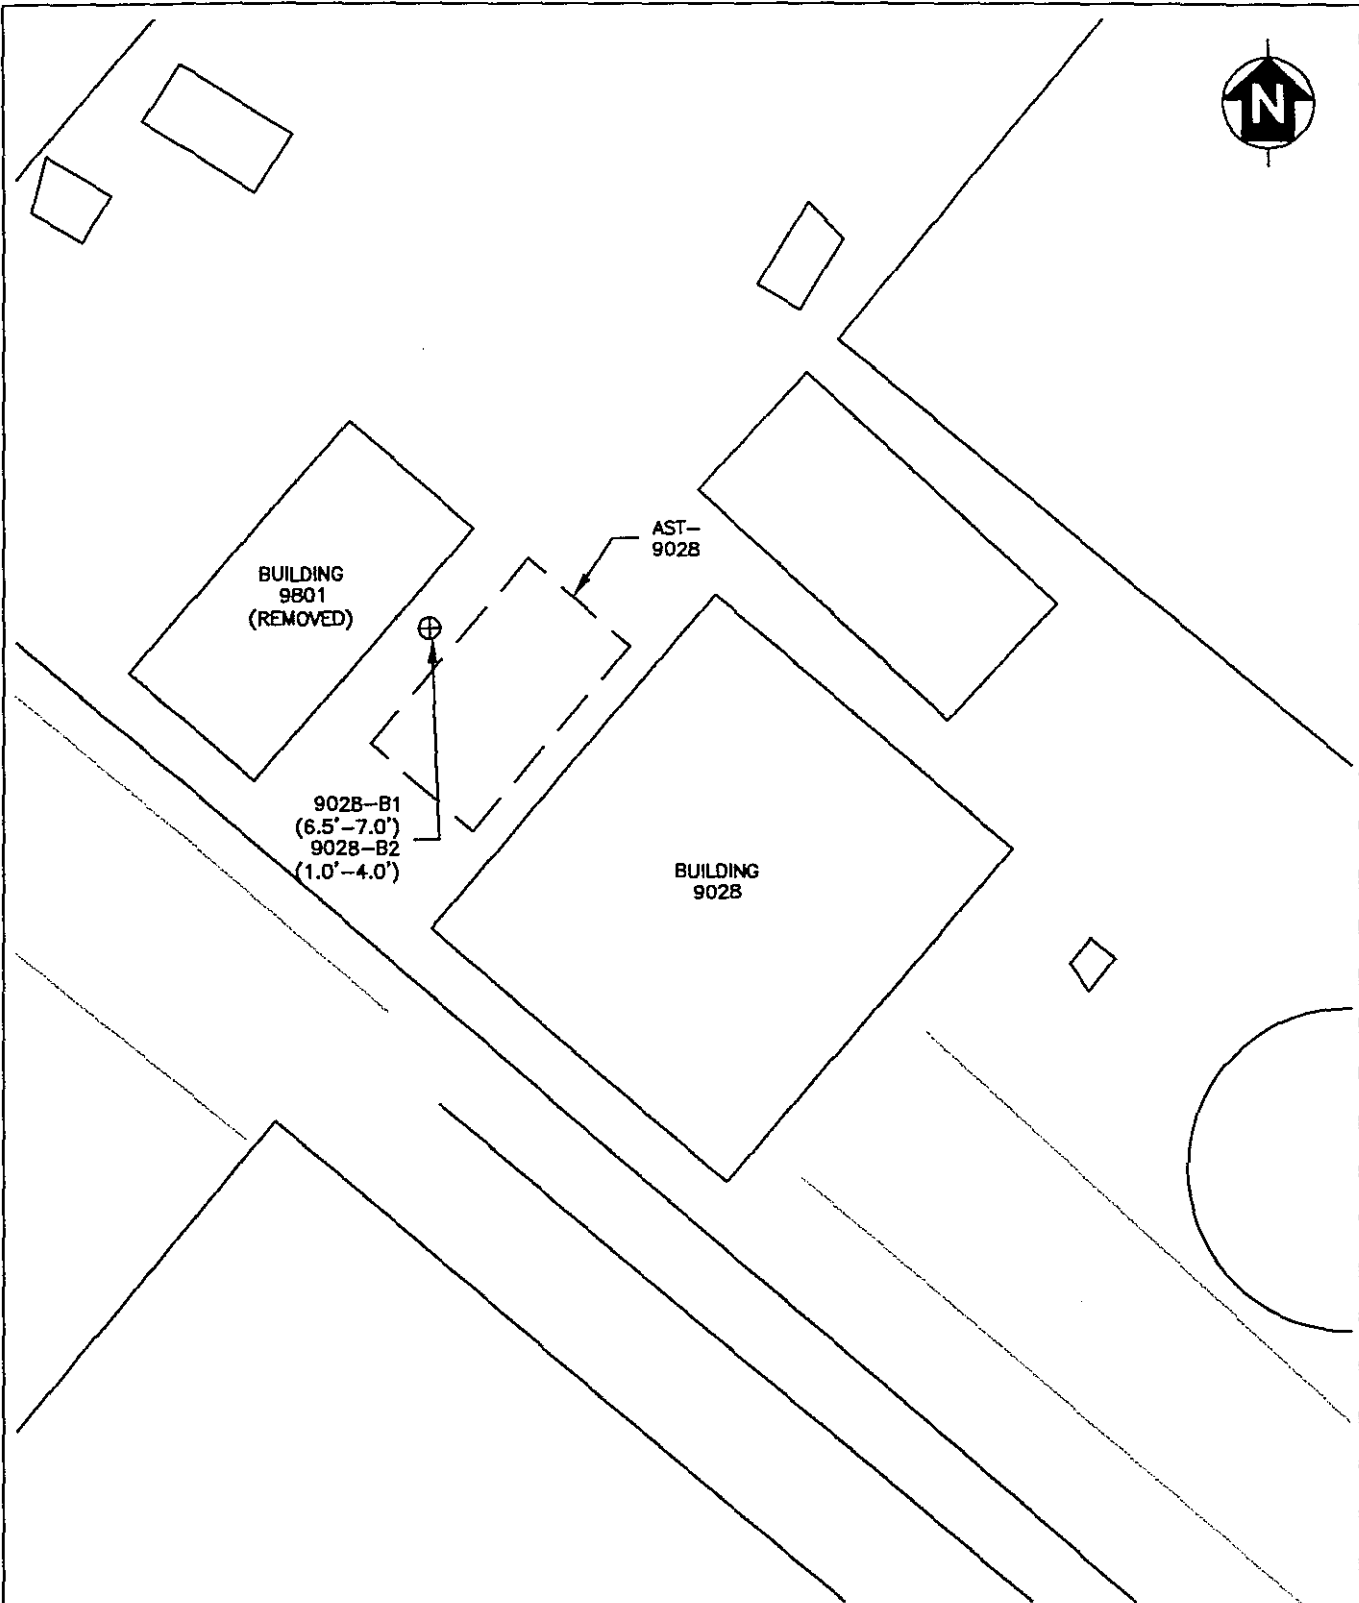 N
AST-
9028
BUILDING
9801
(REMOVED)
9028-B1
(6.5'-7.0')
9028-B2
(1.0'-4.0')
BUILDING
9028